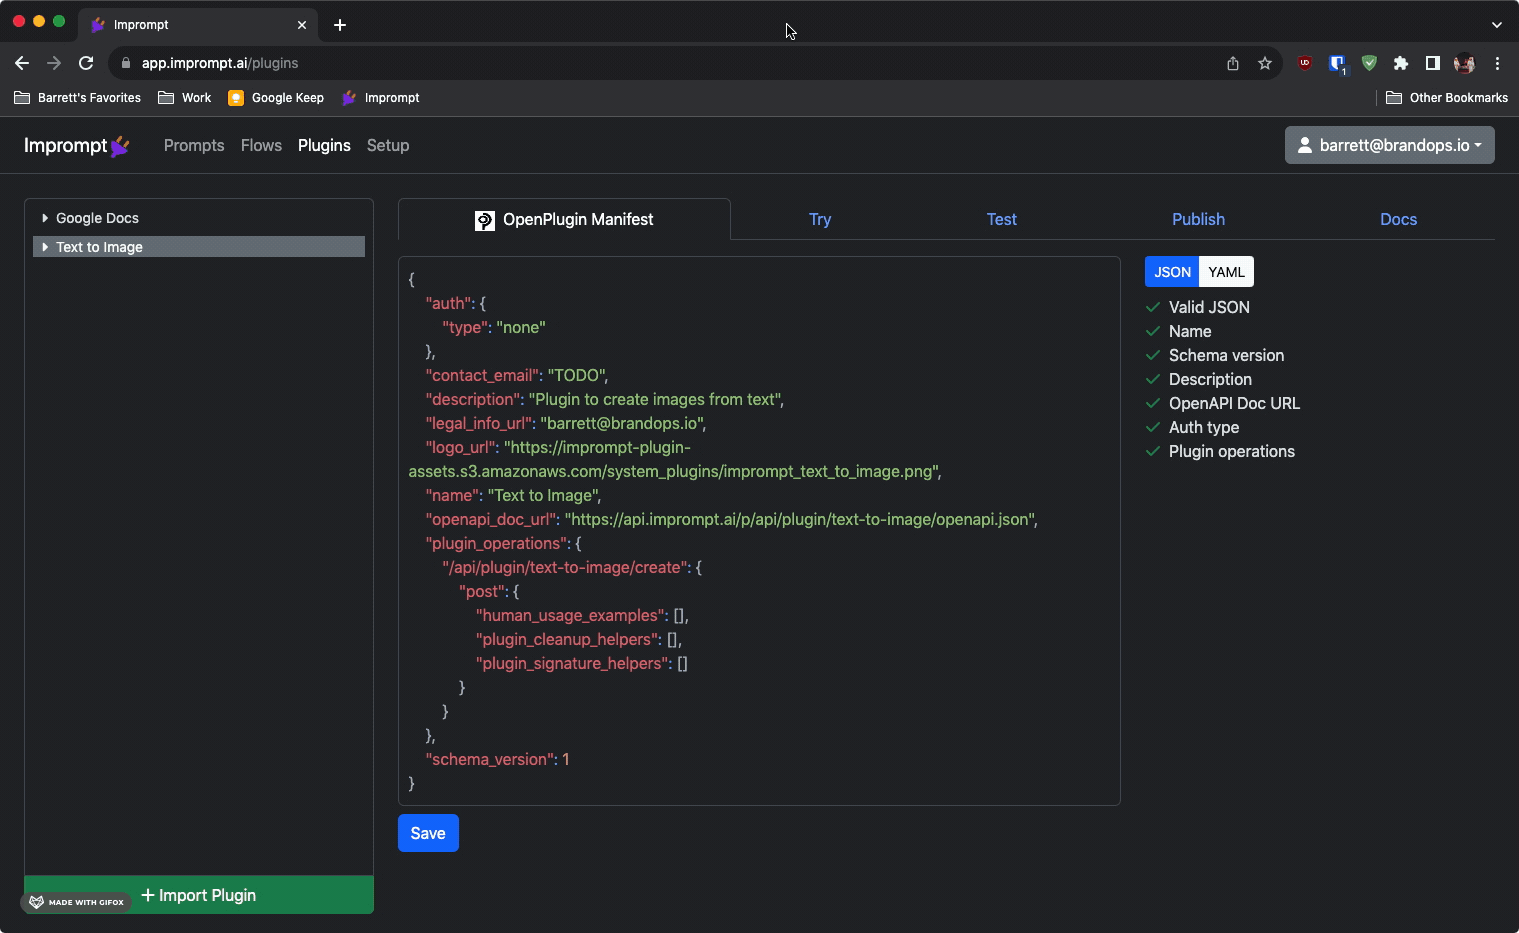 Imprompt
app.imprompt.ai/plugins
1
Barrett's Favorites
Work
Google Keep
Imprompt
Other Bookmarks
Imprompt
Prompts
Flows
Plugins
Setup
barrett@brandops.io
Google Docs
Text to Image
OpenPlugin Manifest
Try
Test
Publish
Docs
{
"auth": {
"type": "none"
},
"contact_email": "TODO",
"description": "Plugin to create images from text",
"legal_info_url": "barrett@brandops.io",
"logo_url": "https://imprompt-plugin-
assets.s3.amazonaws.com/system_plugins/imprompt_text_to_image.png",
"name": "Text to Image",
"openapi_doc_url": "https://api.imprompt.ai/p/api/plugin/text-to-image/openapi.json",
"plugin_operations": {
"/api/plugin/text-to-image/create": {
"post": {
"human_usage_examples": [],
"plugin_cleanup_helpers": [],
"plugin_signature_helpers": []
}
}
},
"schema_version": 1
}
JSON
YAML
Valid JSON
Name
Schema version
Description
OpenAPI Doc URL
Auth type
Plugin operations
Save
+ Import Plugin
MADE WITH GIFOX